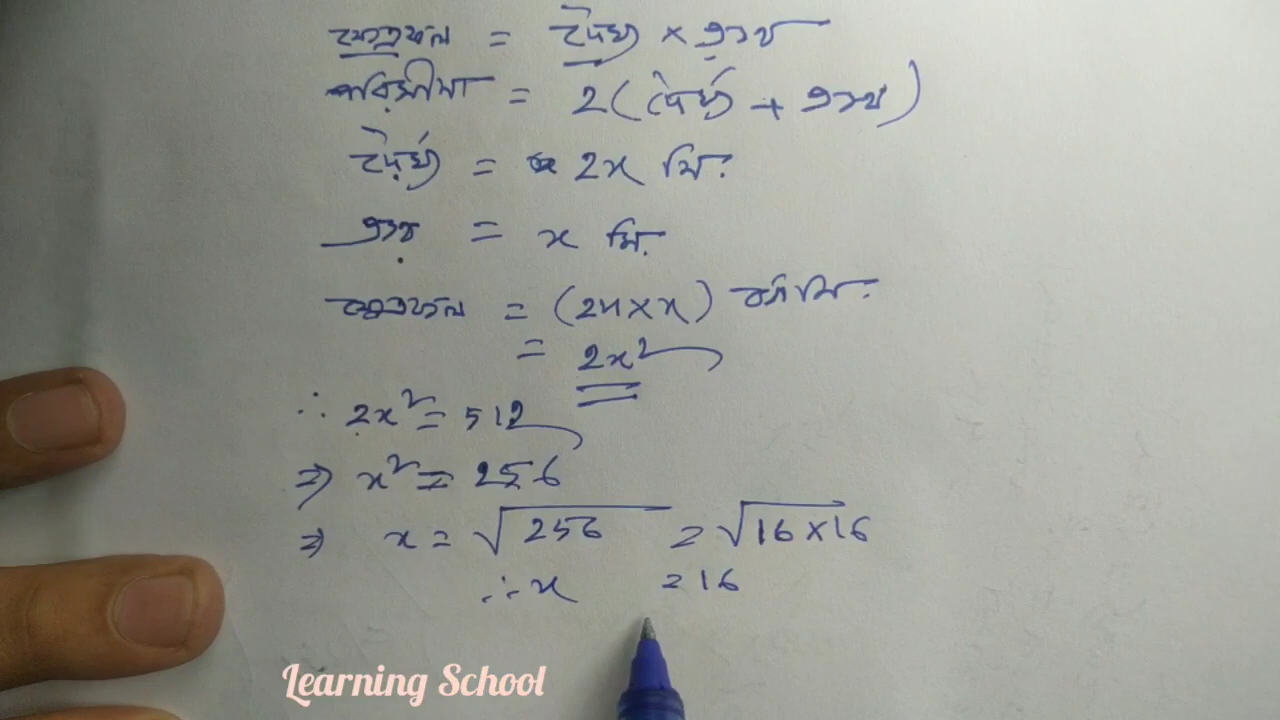 ক্ষেত্রফল = দৈর্ঘ্য × প্রস্থ
পরিসীমা = 2(দৈর্ঘ্য + প্রস্থ)
দৈর্ঘ্য = 2x মি.
প্রস্থ = x মি.
ক্ষেত্রফল = (2x×x) বর্গমি.
= 2x²
∴ 2x² = 512
⇒ x² = 256
⇒ x = √256 = √16×16
∴ x = 16
Learning School